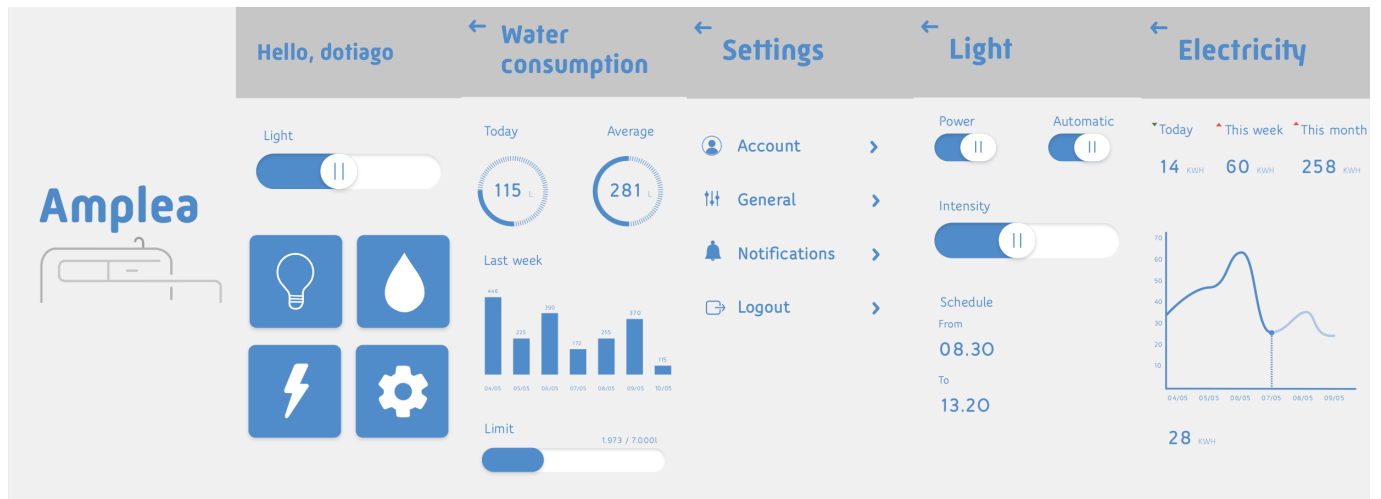 Amplea
Hello, dotiago
Light
Water
consumption
Today
Average
115 L
281 L
Last week
446
225
390
172
255
370
115
04/05
05/05
06/05
07/05
08/05
09/05
10/05
Limit
1.973 / 7.000l
Settings
Account
General
Notifications
Logout
Light
Power
Automatic
Intensity
Schedule
From
08.30
To
13.20
Electricity
Today
This week
This month
14 KWH
60 KWH
258 KWH
70
60
50
40
30
20
10
04/05
05/05
06/05
07/05
08/05
09/05
28 KWH